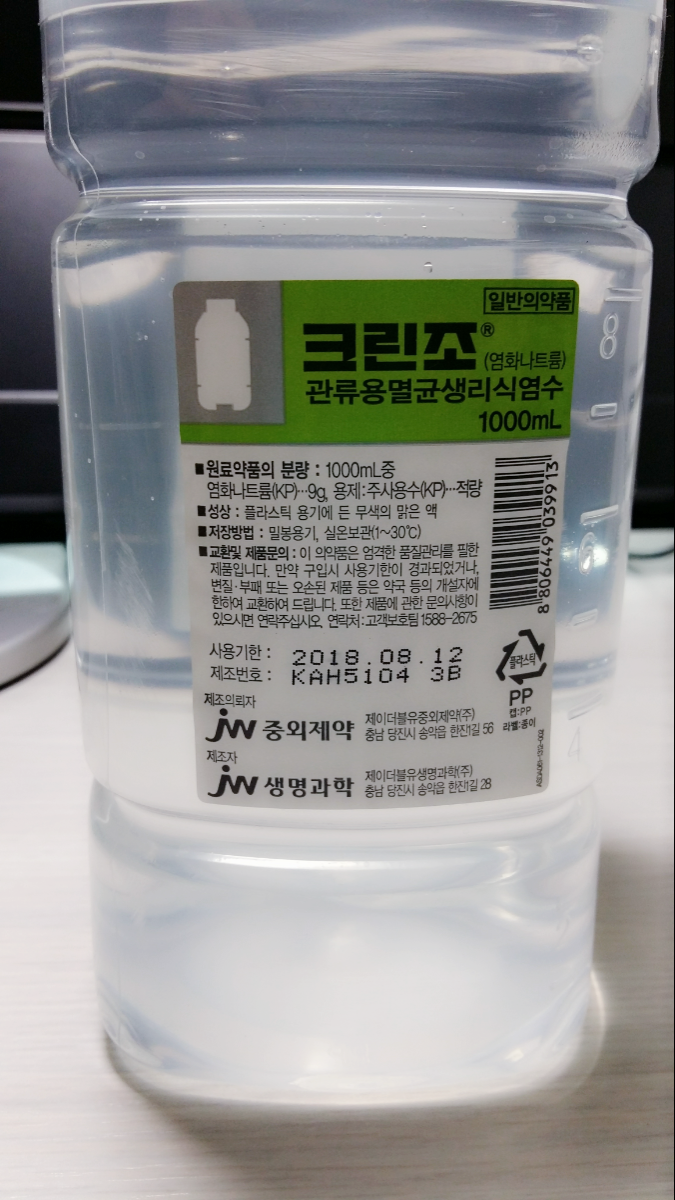 일반의약품
크린조®
(염화나트륨)
관류용멸균생리식염수
1000mL
■원료약품의 분량 : 1000mL중
염화나트륨(KP)···9g, 용제:주사용수(KP)···적량
■성상 : 플라스틱 용기에 든 무색의 맑은 액
■저장방법 : 밀봉용기, 실온보관(1~30℃)
■교환및 제품문의 : 이 의약품은 엄격한 품질관리를 필한
제품입니다. 만약 구입시 사용기한이 경과되었거나,
변질·부패 또는 오손된 제품 등은 약국 등의 개설자에
한하여 교환하여 드립니다. 또한 제품에 관한 문의사항이
있으시면 연락주십시오. 연락처:고객보호팀 1588-2675
8 806449 039913
사용기한 : 2018.08.12
제조번호 : KAH5104 3B
플라스틱
PP
캡:PP
라벨:종이
제조의뢰자
JW 중외제약
제이더블유중외제약(주)
충남 당진시 송악읍 한진1길 56
제조자
JW 생명과학
제이더블유생명과학(주)
충남 당진시 송악읍 한진1길 28
8
6
4